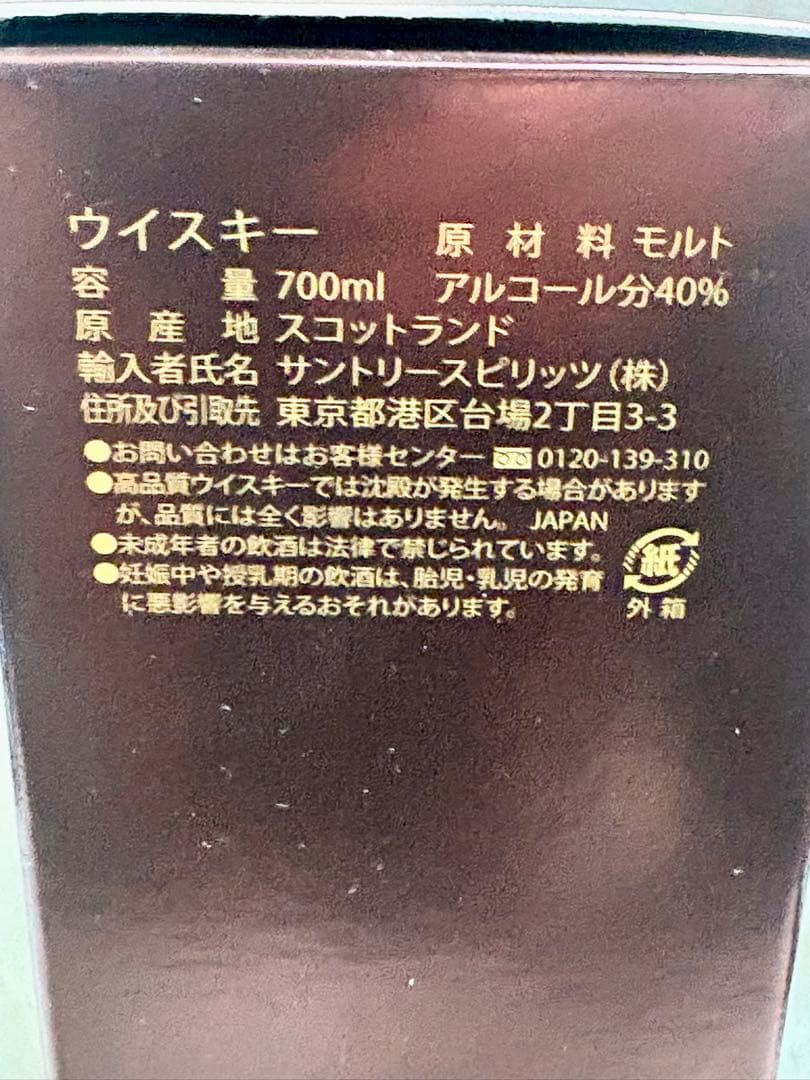 ウイスキー 原材料 モルト
容量 700ml アルコール分40%
原産地 スコットランド
輸入者氏名 サントリースピリッツ(株)
住所及び引取先 東京都港区台場2丁目3-3
●お問い合わせはお客様センター 0120-139-310
●高品質ウイスキーでは沈殿が発生する場合があります
が、品質には全く影響はありません。 JAPAN
●未成年者の飲酒は法律で禁じられています。
●妊娠中や授乳期の飲酒は、胎児・乳児の発育
に悪影響を与えるおそれがあります。
紙
外箱